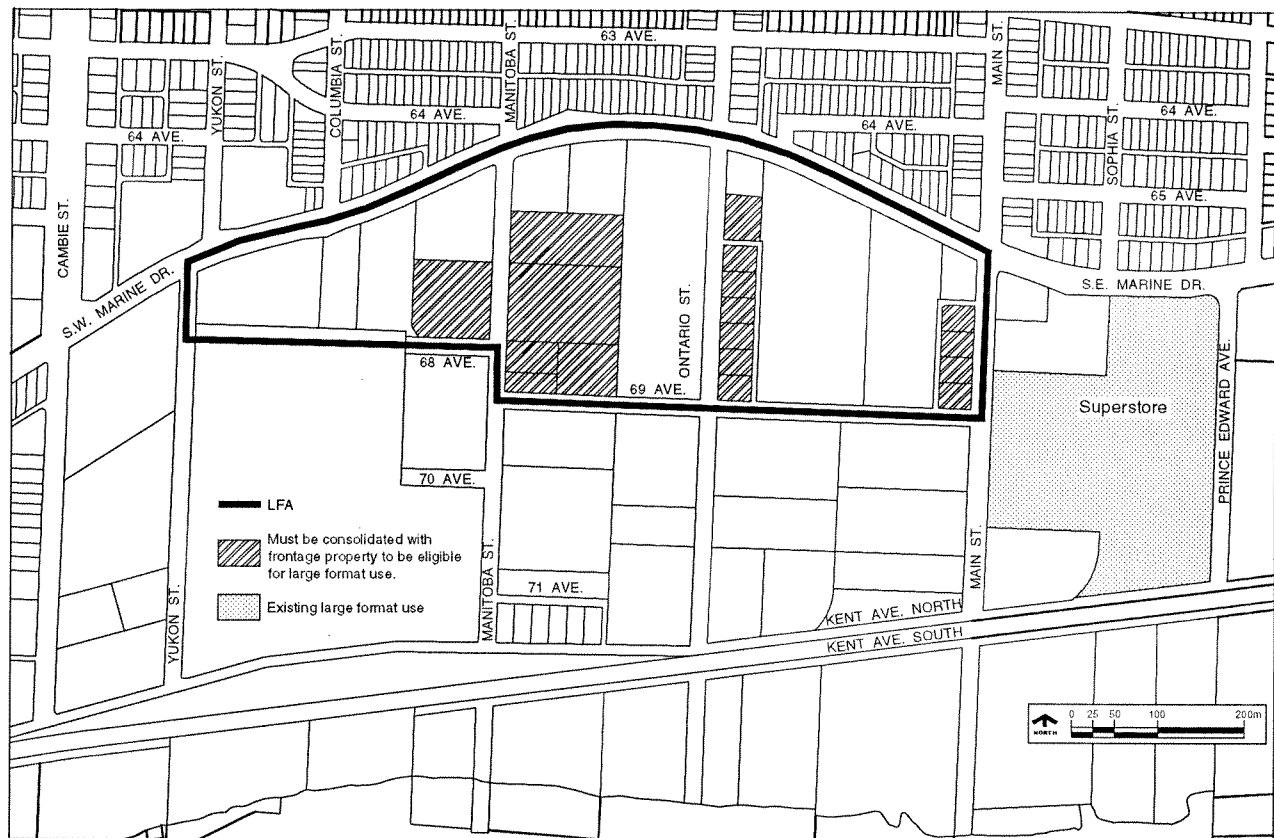 63 AVE.
YUKON ST.
COLUMBIA ST.
MANITOBA ST.
MAIN ST.
64 AVE.
64 AVE.
64 AVE.
64 AVE.
SOPHIA ST.
65 AVE.
CAMBIE ST.
S.W. MARINE DR.
S.E. MARINE DR.
ONTARIO ST.
68 AVE.
69 AVE.
Superstore
PRINCE EDWARD AVE.
70 AVE.
LFA
Must be consolidated with
frontage property to be eligible
for large format use.
Existing large format use
MANITOBA ST.
MAIN ST.
71 AVE.
YUKON ST.
KENT AVE. NORTH
KENT AVE. SOUTH
NORTH
0 25 50 100 200m